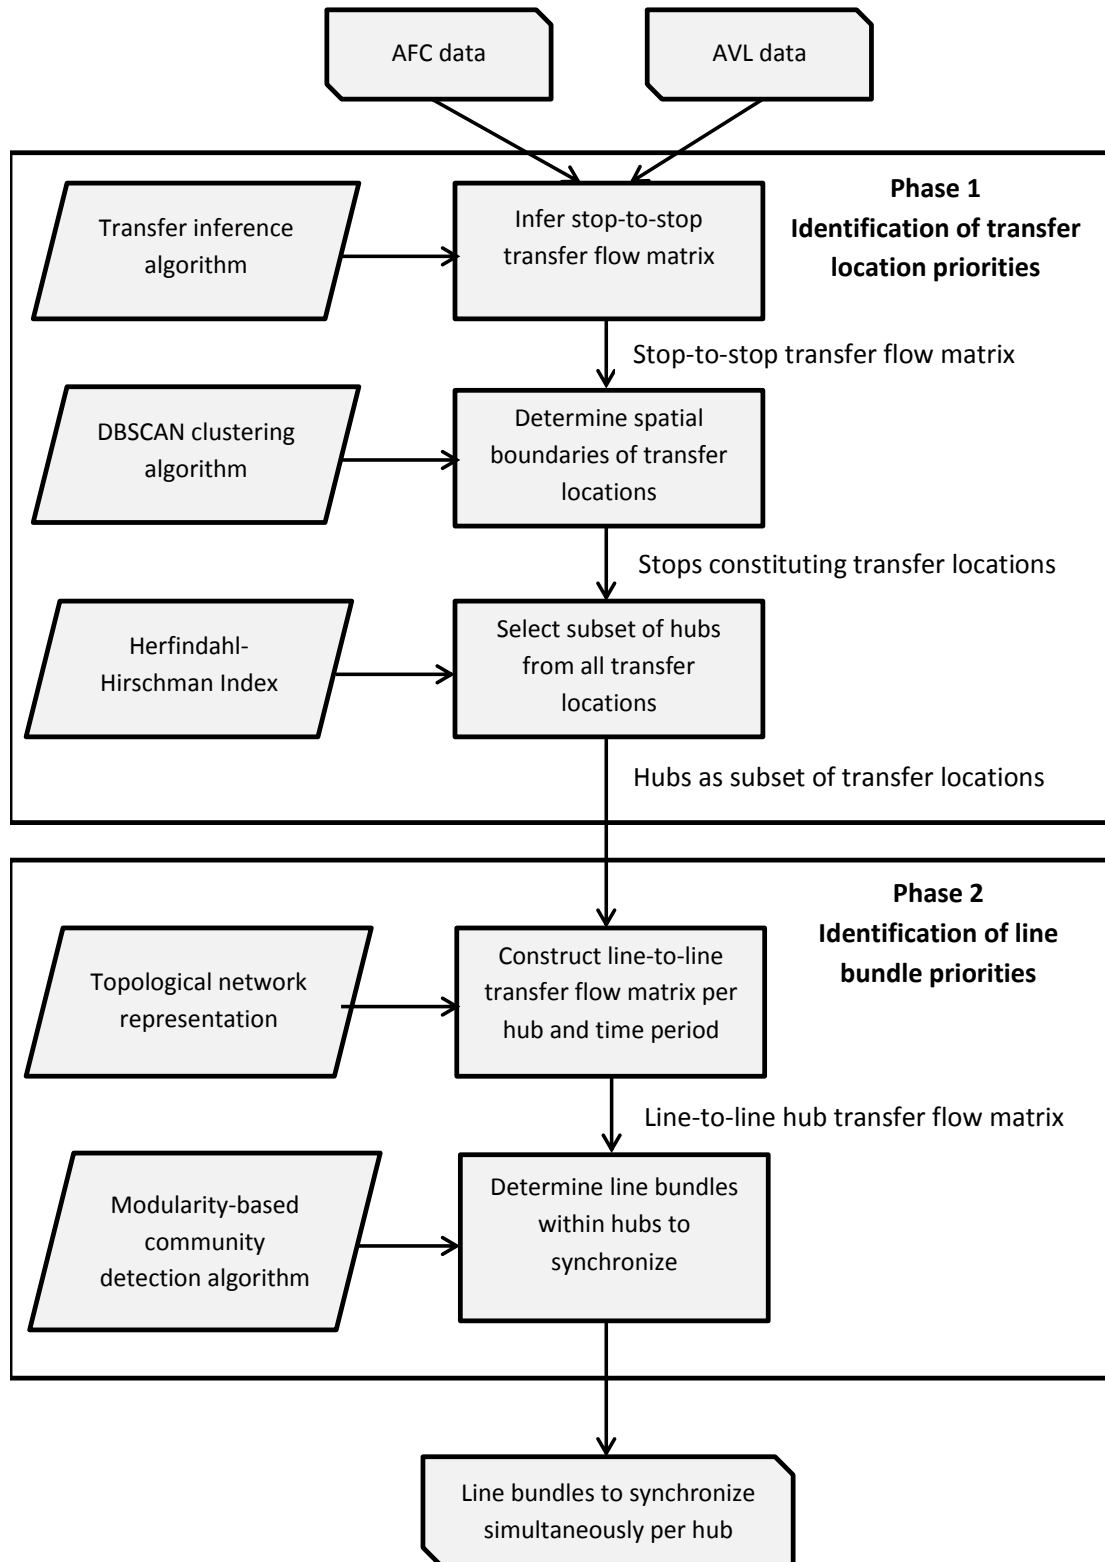 AFC data
AVL data
Phase 1
Identification of transfer
location priorities
Transfer inference
algorithm
Infer stop-to-stop
transfer flow matrix
Stop-to-stop transfer flow matrix
DBSCAN clustering
algorithm
Determine spatial
boundaries of transfer
locations
Stops constituting transfer locations
Herfindahl-
Hirschman Index
Select subset of hubs
from all transfer
locations
Hubs as subset of transfer locations
Phase 2
Identification of line
bundle priorities
Topological network
representation
Construct line-to-line
transfer flow matrix per
hub and time period
Line-to-line hub transfer flow matrix
Modularity-based
community
detection algorithm
Determine line bundles
within hubs to
synchronize
Line bundles to synchronize
simultaneously per hub